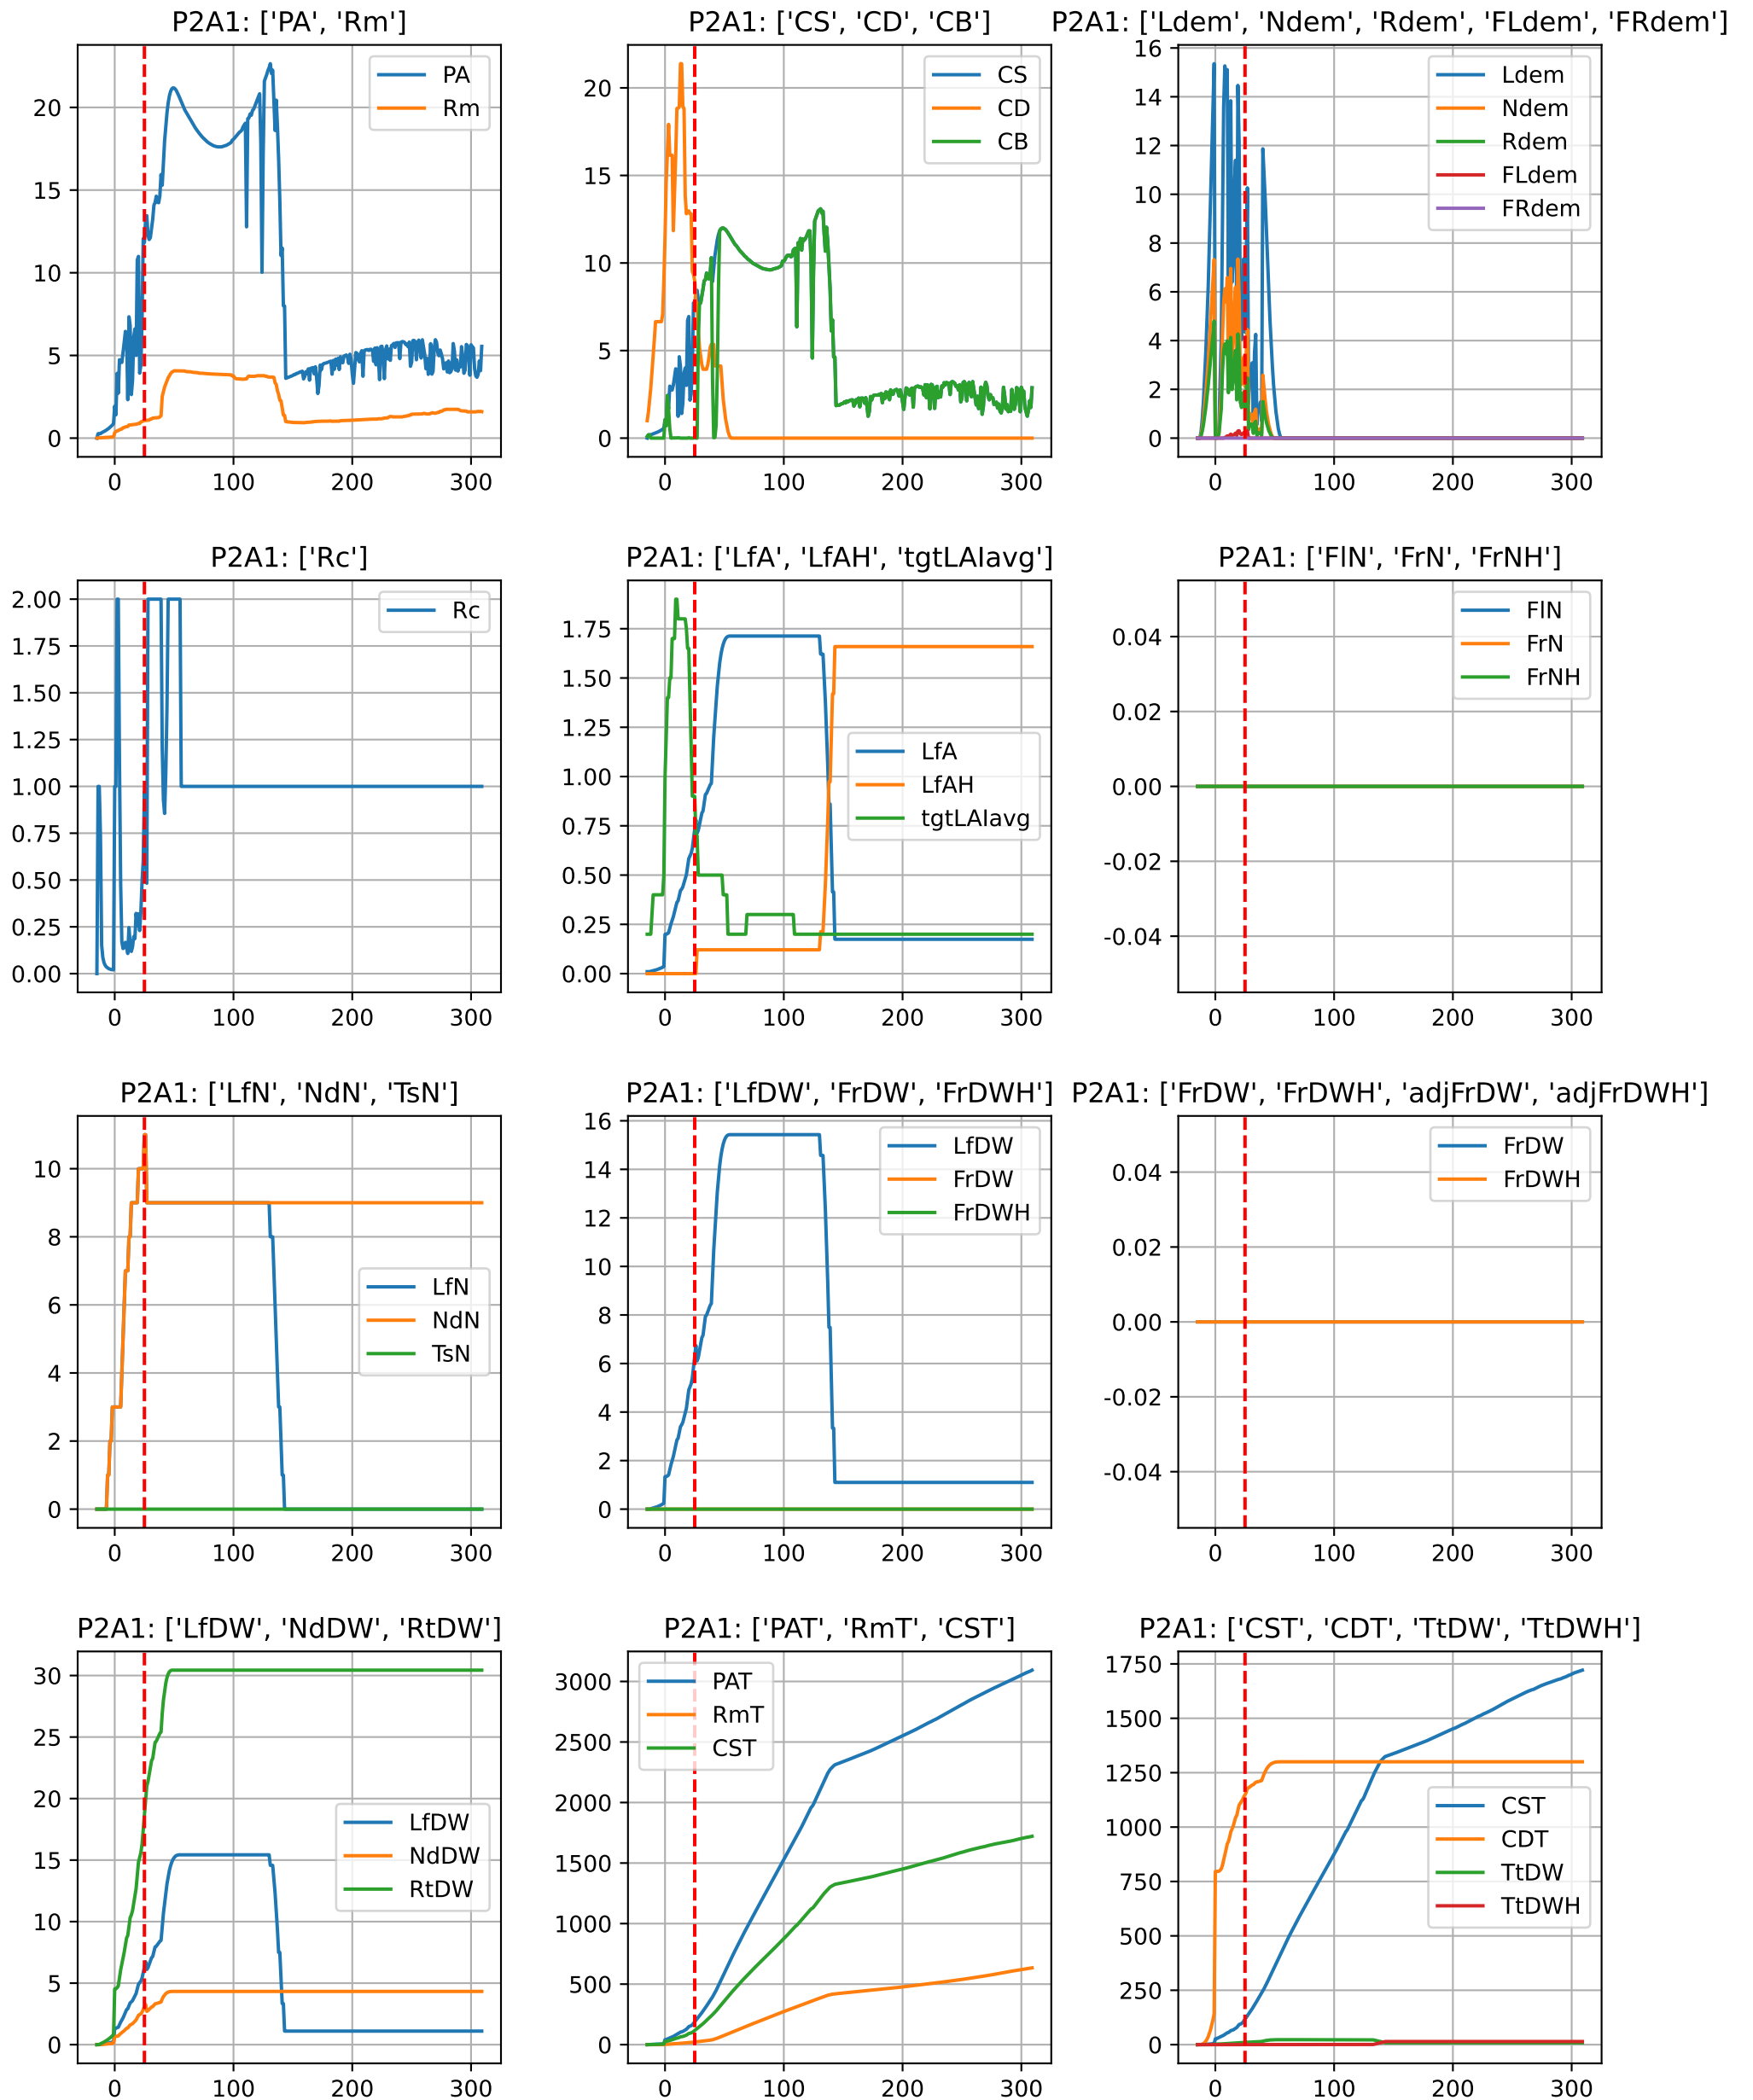 P2A1: ['PA', 'Rm']
20
15
10
5
0
0 100 200 300
PA
Rm
P2A1: ['CS', 'CD', 'CB']
20
15
10
5
0
0 100 200 300
CS
CD
CB
P2A1: ['Ldem', 'Ndem', 'Rdem', 'FLdem', 'FRdem']
16
14
12
10
8
6
4
2
0
0 100 200 300
Ldem
Ndem
Rdem
FLdem
FRdem
P2A1: ['Rc']
2.00
1.75
1.50
1.25
1.00
0.75
0.50
0.25
0.00
0 100 200 300
Rc
P2A1: ['LfA', 'LfAH', 'tgtLAIavg']
1.75
1.50
1.25
1.00
0.75
0.50
0.25
0.00
0 100 200 300
LfA
LfAH
tgtLAIavg
P2A1: ['FlN', 'FrN', 'FrNH']
0.04
0.02
0.00
-0.02
-0.04
0 100 200 300
FlN
FrN
FrNH
P2A1: ['LfN', 'NdN', 'TsN']
10
8
6
4
2
0
0 100 200 300
LfN
NdN
TsN
P2A1: ['LfDW', 'FrDW', 'FrDWH']
16
14
12
10
8
6
4
2
0
0 100 200 300
LfDW
FrDW
FrDWH
P2A1: ['FrDW', 'FrDWH', 'adjFrDW', 'adjFrDWH']
0.04
0.02
0.00
-0.02
-0.04
0 100 200 300
FrDW
FrDWH
P2A1: ['LfDW', 'NdDW', 'RtDW']
30
25
20
15
10
5
0
0 100 200 300
LfDW
NdDW
RtDW
P2A1: ['PAT', 'RmT', 'CST']
3000
2500
2000
1500
1000
500
0
0 100 200 300
PAT
RmT
CST
P2A1: ['CST', 'CDT', 'TtDW', 'TtDWH']
1750
1500
1250
1000
750
500
250
0
0 100 200 300
CST
CDT
TtDW
TtDWH